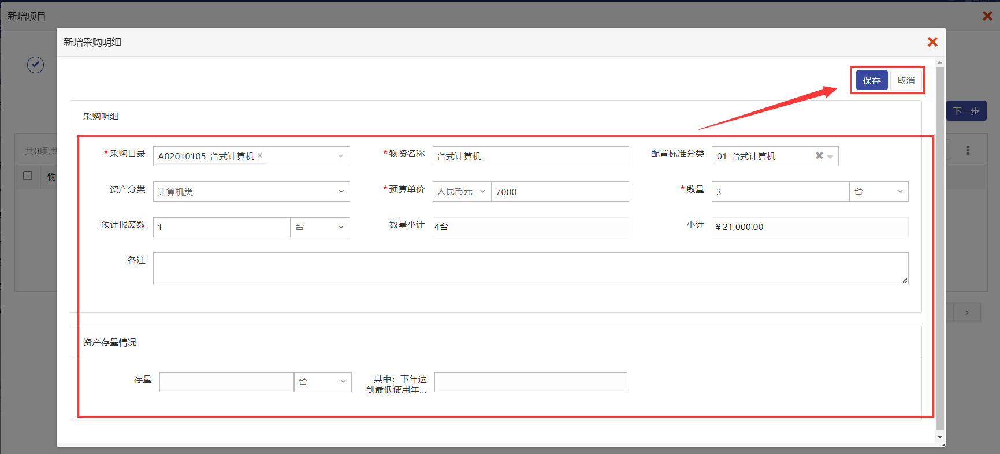 新增项目
新增采购明细
保存 取消
采购明细
下一步
共0项,共
*采购目录 A02010105-台式计算机 *物资名称 台式计算机 配置标准分类 01-台式计算机
物
资产分类 计算机类 *预算单价 人民币元 7000 *数量 3 台
预计报废数 1 台 数量小计 4台 小计 ¥21,000.00
备注
资产存量情况
存量 台 其中：下年达
到最低使用年...